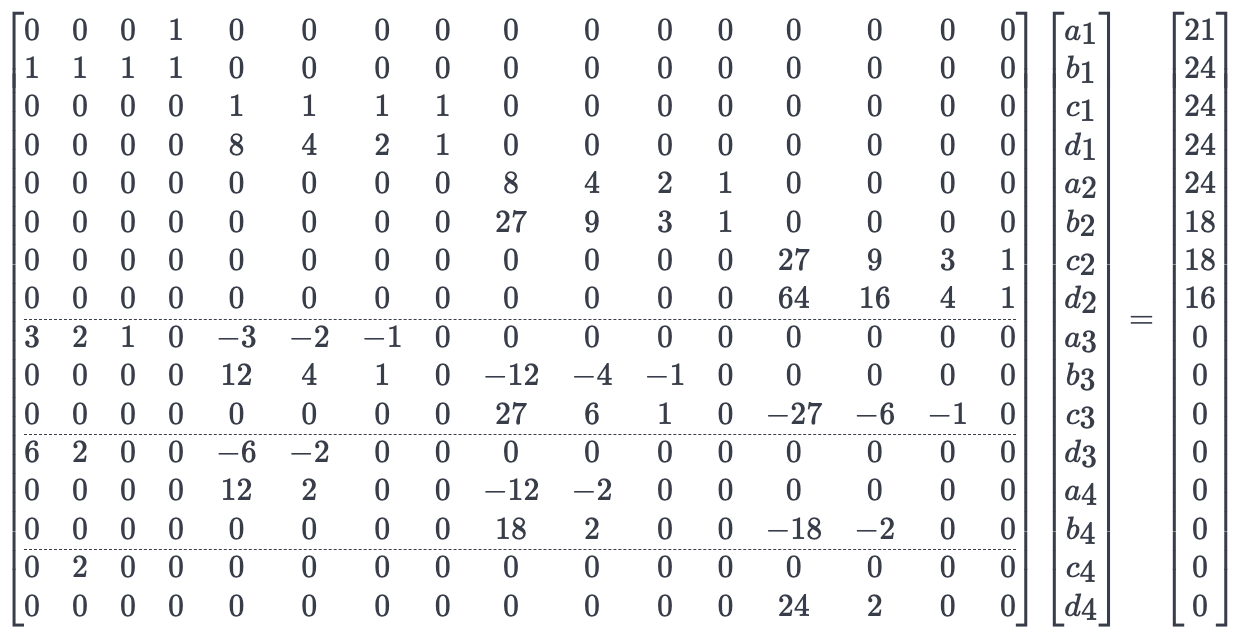 0 0 0 1 0 0 0 0 0 0 0 0 0 0 0 0 a1 21
1 1 1 1 0 0 0 0 0 0 0 0 0 0 0 0 b1 24
0 0 0 0 1 1 1 1 0 0 0 0 0 0 0 0 c1 24
0 0 0 0 8 4 2 1 0 0 0 0 0 0 0 0 d1 24
0 0 0 0 0 0 0 0 8 4 2 1 0 0 0 0 a2 24
0 0 0 0 0 0 0 0 27 9 3 1 0 0 0 0 b2 18
0 0 0 0 0 0 0 0 0 0 0 0 27 9 3 1 c2 18
0 0 0 0 0 0 0 0 0 0 0 0 64 16 4 1 d2 16
3 2 1 0 −3 −2 −1 0 0 0 0 0 0 0 0 0 a3 = 0
0 0 0 0 12 4 1 0 −12 −4 −1 0 0 0 0 0 b3 0
0 0 0 0 0 0 0 0 27 6 1 0 −27 −6 −1 0 c3 0
6 2 0 0 −6 −2 0 0 0 0 0 0 0 0 0 0 d3 0
0 0 0 0 12 2 0 0 −12 −2 0 0 0 0 0 0 a4 0
0 0 0 0 0 0 0 0 18 2 0 0 −18 −2 0 0 b4 0
0 2 0 0 0 0 0 0 0 0 0 0 0 0 0 0 c4 0
0 0 0 0 0 0 0 0 0 0 0 0 24 2 0 0 d4 0